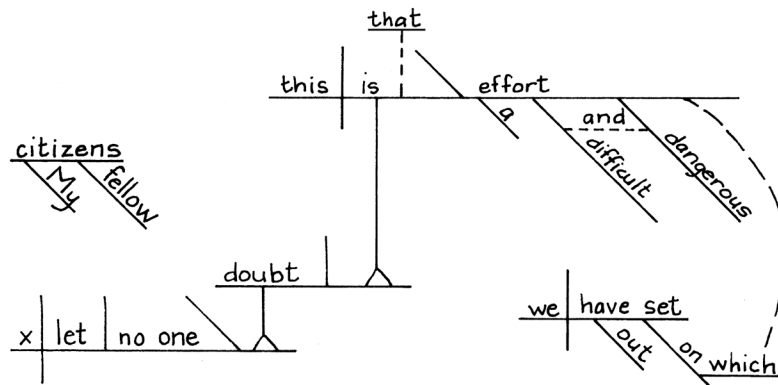 that
this is effort
a
and
difficult
dangerous
citizens
My
fellow
doubt
x let no one
we have set
out
on
which